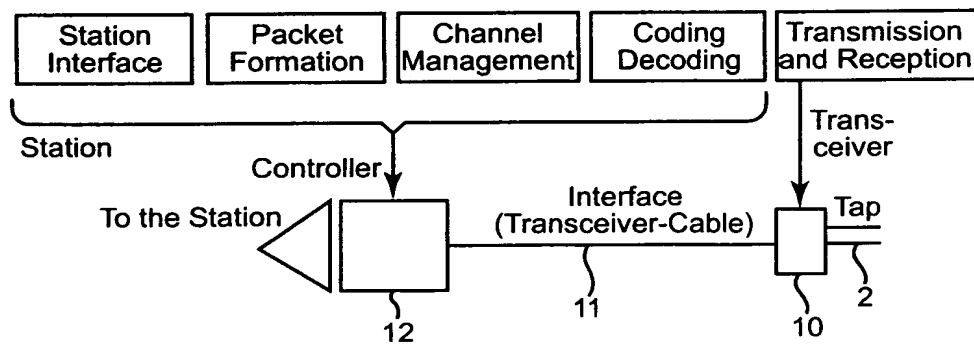 Station
Interface
Packet
Formation
Channel
Management
Coding
Decoding
Transmission
and Reception
Station
Controller
Trans-
ceiver
To the Station
Interface
(Transceiver-Cable)
Tap
12
11
10
2